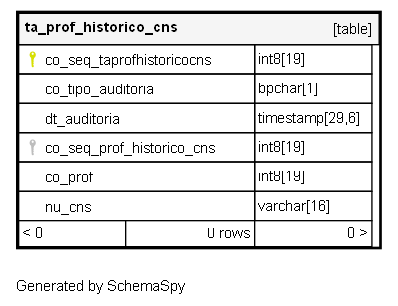 ta_prof_historico_cns [table]
co_seq_taprofhistoricocns int8[19]
co_tipo_auditoria bpchar[1]
dt_auditoria timestamp[29,6]
co_seq_prof_historico_cns int8[19]
co_prof int8[19]
nu_cns varchar[16]
< 0 0 rows 0 >
Generated by SchemaSpy